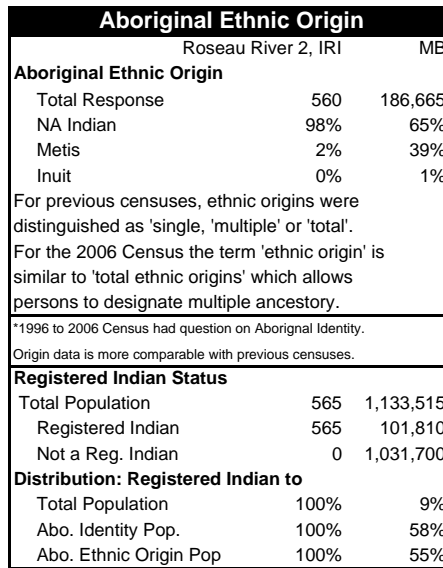 Aboriginal Ethnic Origin
Roseau River 2, IRI MB
Aboriginal Ethnic Origin
Total Response 560 186,665
NA Indian 98% 65%
Metis 2% 39%
Inuit 0% 1%
For previous censuses, ethnic origins were
distinguished as 'single, 'multiple' or 'total'.
For the 2006 Census the term 'ethnic origin' is
similar to 'total ethnic origins' which allows
persons to designate multiple ancestory.
*1996 to 2006 Census had question on Aborignal Identity.
Origin data is more comparable with previous censuses.
Registered Indian Status
Total Population 565 1,133,515
Registered Indian 565 101,810
Not a Reg. Indian 0 1,031,700
Distribution: Registered Indian to
Total Population 100% 9%
Abo. Identity Pop. 100% 58%
Abo. Ethnic Origin Pop 100% 55%